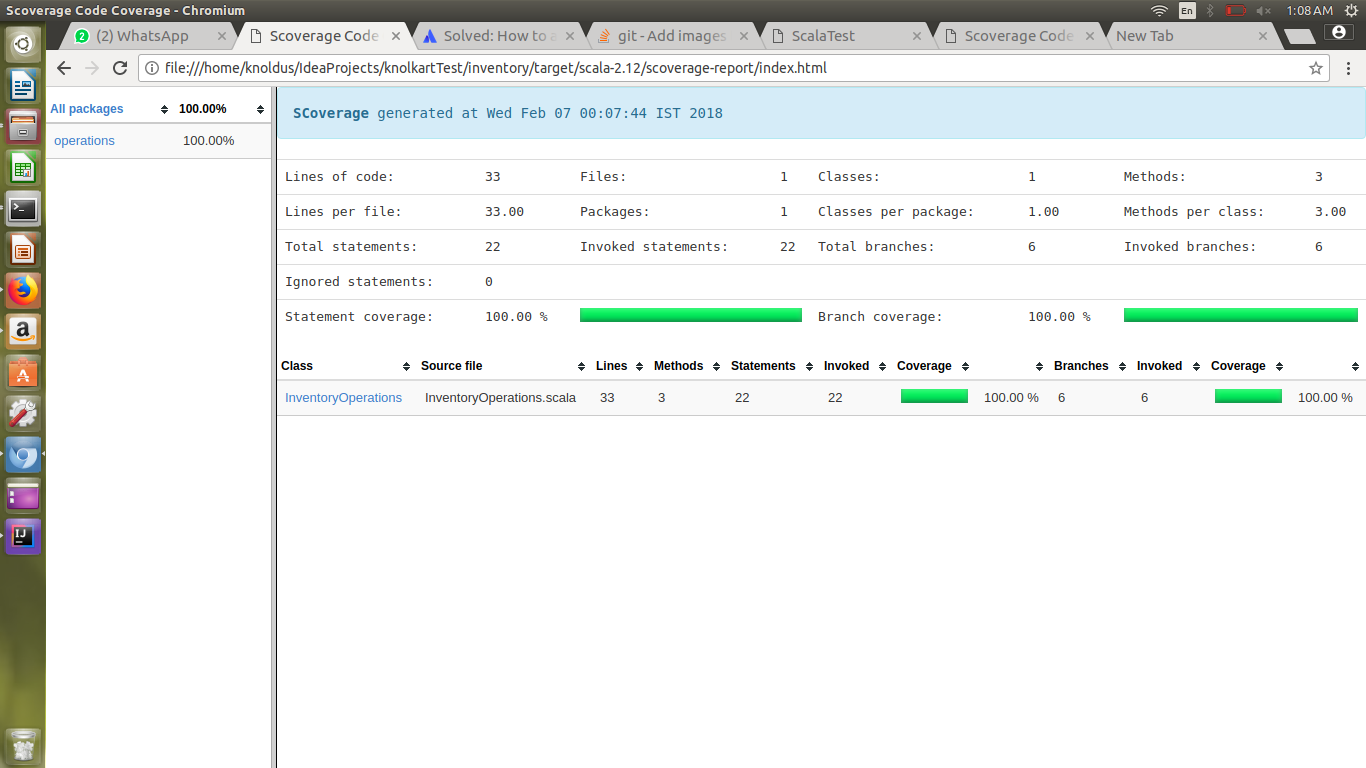 Scoverage Code Coverage - Chromium En 1:08 AM
(2) WhatsApp Scoverage Code Solved: How to a git - Add images ScalaTest Scoverage Code New Tab
file:///home/knoldus/IdeaProjects/knolkartTest/inventory/target/scala-2.12/scoverage-report/index.html
All packages 100.00%
operations 100.00%
SCoverage generated at Wed Feb 07 00:07:44 IST 2018
Lines of code: 33 Files: 1 Classes: 1 Methods: 3
Lines per file: 33.00 Packages: 1 Classes per package: 1.00 Methods per class: 3.00
Total statements: 22 Invoked statements: 22 Total branches: 6 Invoked branches: 6
Ignored statements: 0
Statement coverage: 100.00 % Branch coverage: 100.00 %
Class Source file Lines Methods Statements Invoked Coverage Branches Invoked Coverage
InventoryOperations InventoryOperations.scala 33 3 22 22 100.00 % 6 6 100.00 %